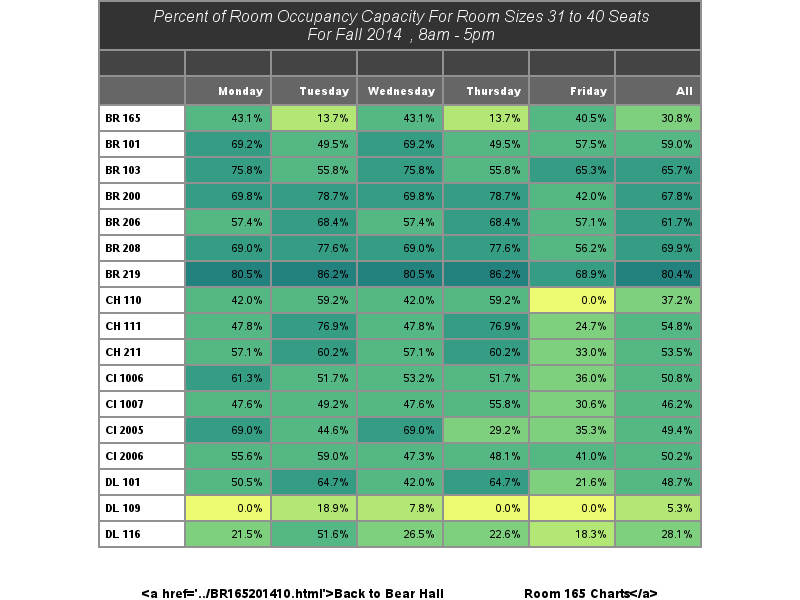 Percent of Room Occupancy Capacity For Room Sizes 31 to 40 Seats
For Fall 2014 , 8am - 5pm
Monday Tuesday Wednesday Thursday Friday All
BR 165 43.1% 13.7% 43.1% 13.7% 40.5% 30.8%
BR 101 69.2% 49.5% 69.2% 49.5% 57.5% 59.0%
BR 103 75.8% 55.8% 75.8% 55.8% 65.3% 65.7%
BR 200 69.8% 78.7% 69.8% 78.7% 42.0% 67.8%
BR 206 57.4% 68.4% 57.4% 68.4% 57.1% 61.7%
BR 208 69.0% 77.6% 69.0% 77.6% 56.2% 69.9%
BR 219 80.5% 86.2% 80.5% 86.2% 68.9% 80.4%
CH 110 42.0% 59.2% 42.0% 59.2% 0.0% 37.2%
CH 111 47.8% 76.9% 47.8% 76.9% 24.7% 54.8%
CH 211 57.1% 60.2% 57.1% 60.2% 33.0% 53.5%
CI 1006 61.3% 51.7% 53.2% 51.7% 36.0% 50.8%
CI 1007 47.6% 49.2% 47.6% 55.8% 30.6% 46.2%
CI 2005 69.0% 44.6% 69.0% 29.2% 35.3% 49.4%
CI 2006 55.6% 59.0% 47.3% 48.1% 41.0% 50.2%
DL 101 50.5% 64.7% 42.0% 64.7% 21.6% 48.7%
DL 109 0.0% 18.9% 7.8% 0.0% 0.0% 5.3%
DL 116 21.5% 51.6% 26.5% 22.6% 18.3% 28.1%
<a href='../BR165201410.html'>Back to Bear Hall Room 165 Charts</a>